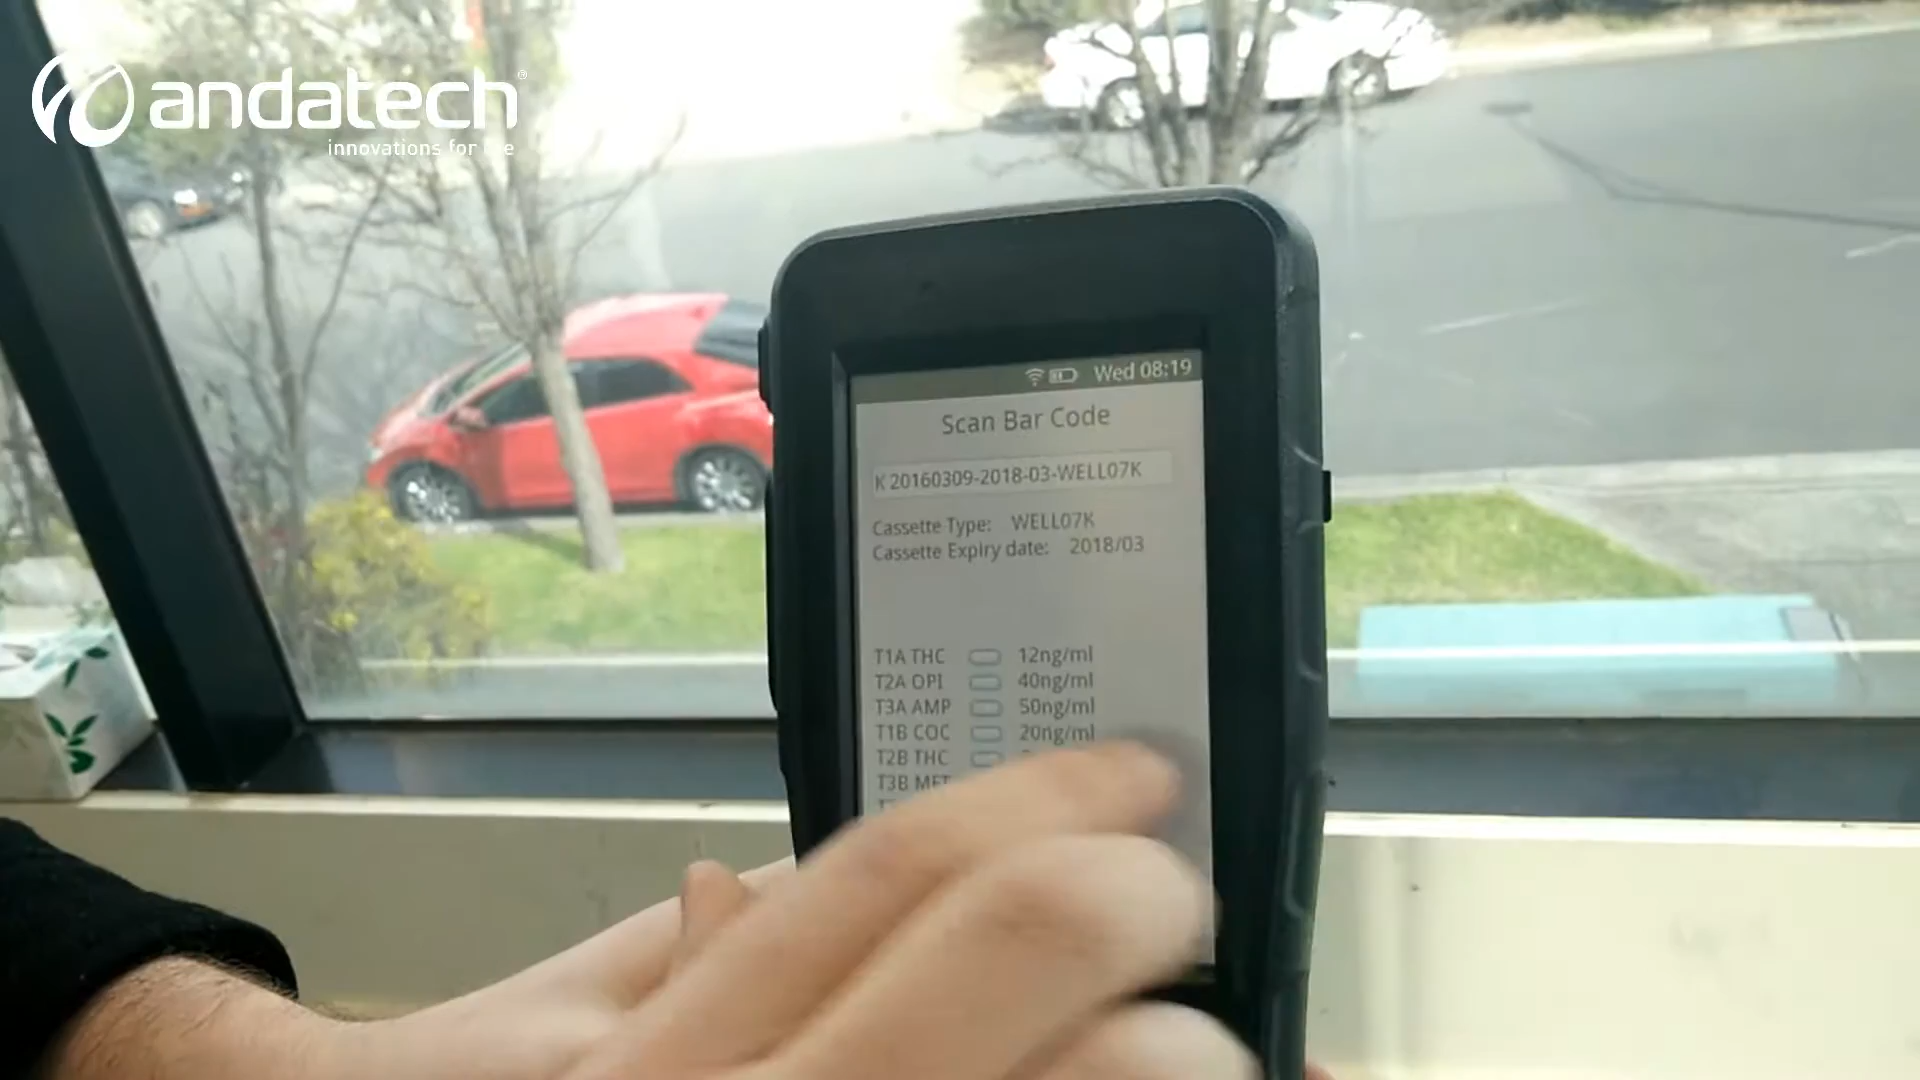 andatech®
innovations for
Wed 08:19
Scan Bar Code
K 20160309-2018-03-WELL07K
Cassette Type: WELL07K
Cassette Expiry date: 2018/03
T1A THC 12ng/ml
T2A OPI 40ng/ml
T3A AMP 50ng/ml
T1B COC 20ng/ml
T2B THC
T3B MET